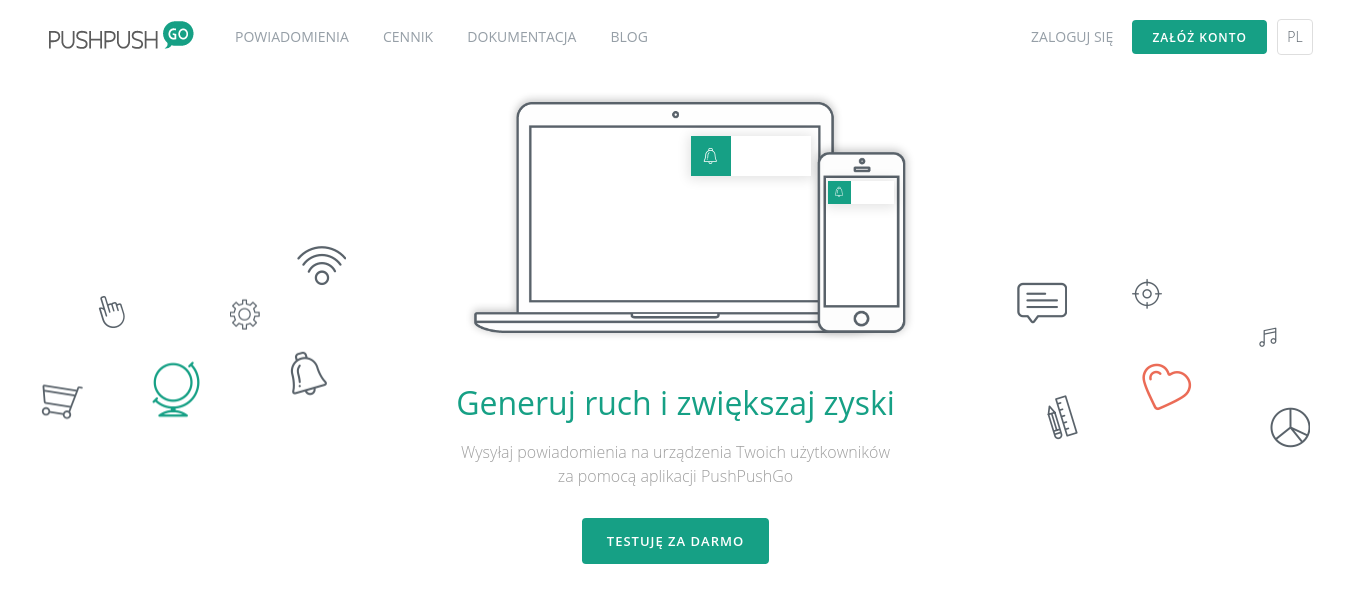 PUSHPUSH GO
POWIADOMIENIA CENNIK DOKUMENTACJA BLOG ZALOGUJ SIĘ ZAŁÓŻ KONTO PL
Generuj ruch i zwiększaj zyski
Wysyłaj powiadomienia na urządzenia Twoich użytkowników
za pomocą aplikacji PushPushGo
TESTUJĘ ZA DARMO